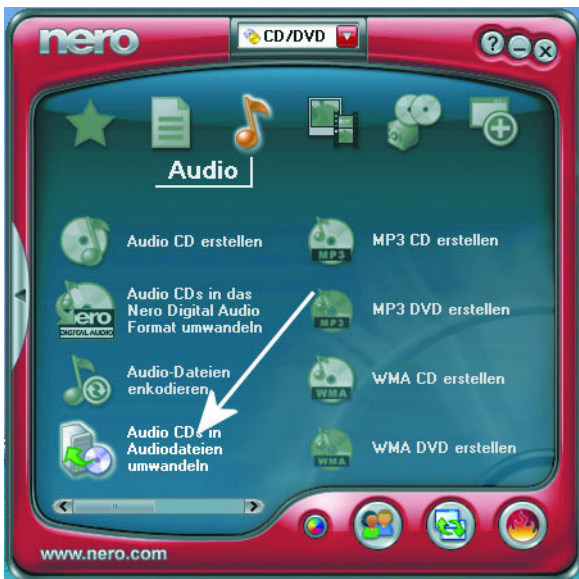 nero
CD/DVD
Audio
Audio CD erstellen
Audio CDs in das
Nero Digital Audio
Format umwandeln
Audio-Dateien
enkodieren
Audio CDs in
Audiodateien
umwandeln
MP3 CD erstellen
MP3 DVD erstellen
WMA CD erstellen
WMA DVD erstellen
nero
DIGITAL AUDIO
MP3
MP3
WMA
WMA
www.nero.com